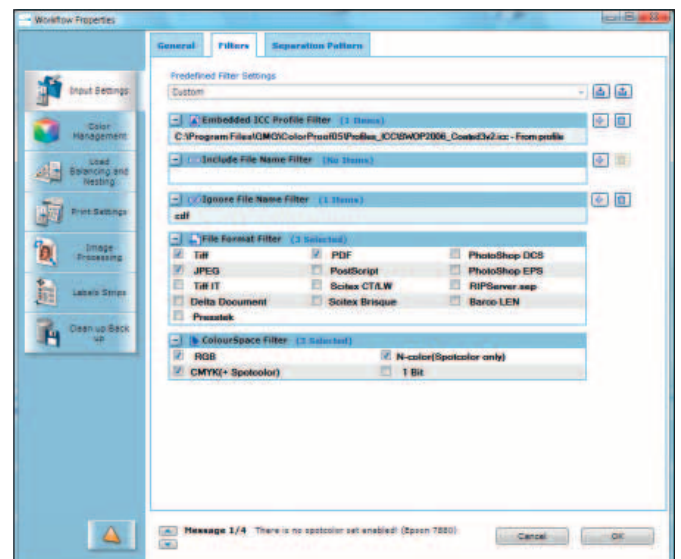 Workflow Properties
General Filters Separation Pattern
Predefined Filter Settings
Custom
Input Settings
Color Management
Load Balancing and Nesting
Print Settings
Image Processing
Labels Strips
Clean up Back up
Embedded ICC Profile Filter (1 Items)
C:\Program Files\GMG\ColorProof05\Profiles_ICC\SWOP2006_Coated3v2.icc - From profile
Include File Name Filter (No Items)
Ignore File Name Filter (1 Items)
cdf
File Format Filter (3 Selected)
Tiff PDF PhotoShop DCS
JPEG PostScript PhotoShop EPS
Tiff IT Scitex CT/LW RIPServer.sep
Delta Document Scitex Brisque Barco LEN
Presstek
ColourSpace Filter (3 Selected)
RGB N-color(Spotcolor only)
CMYK(+ Spotcolor) 1 Bit
Message 1/4 There is no spotcolor set enabled! (Epson 7880)
Cancel OK